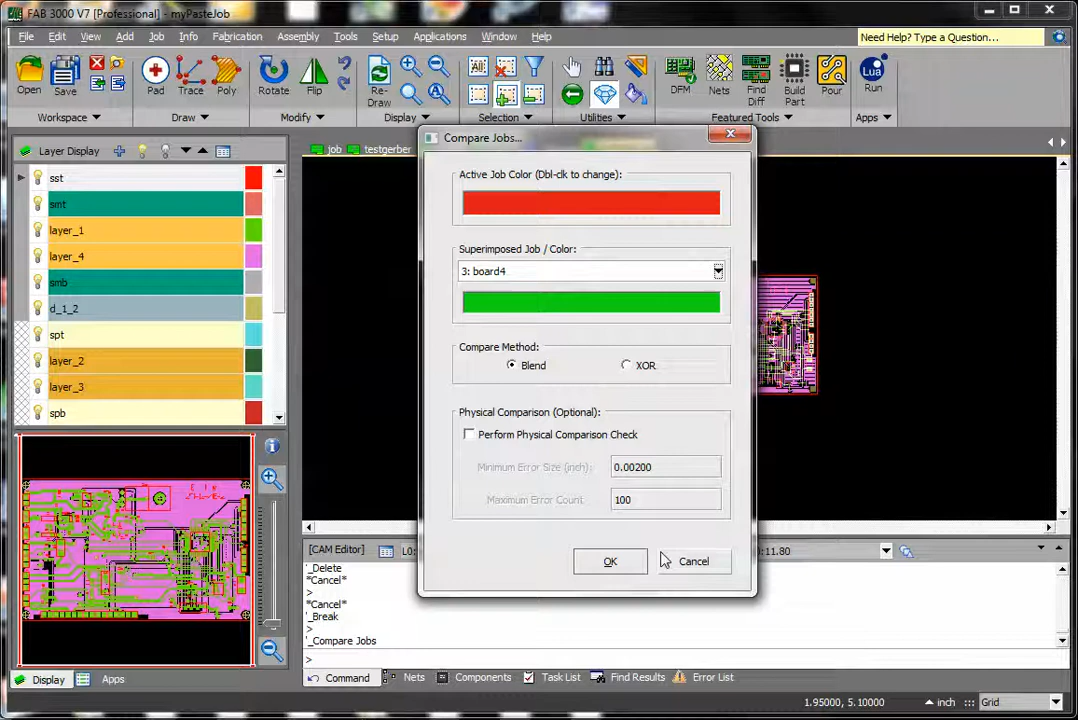 FAB 3000 V7 [Professional] - myPasteJob
File Edit View Add Job Info Fabrication Assembly Tools Setup Applications Window Help
Need Help? Type a Question...
Open Save Pad Trace Poly Rotate Flip Re-Draw All DFM Nets Find Diff Build Part Pour Lua Run
Workspace Draw Modify Display Selection Utilities Featured Tools Apps
Layer Display
job testgerber
sst
smt
layer_1
layer_4
smb
d_1_2
spt
layer_2
layer_3
spb
Compare Jobs...
Active Job Color (Dbl-clk to change):
Superimposed Job / Color:
3: board4
Compare Method:
Blend XOR
Physical Comparison (Optional):
Perform Physical Comparison Check
Minimum Error Size (inch): 0.00200
Maximum Error Count 100
OK Cancel
[CAM Editor] L0: :11.80
'_Delete
*Cancel*
>
*Cancel*
'_Break
>
'_Compare Jobs
>
Display Apps
Command Nets Components Task List Find Results Error List
1.95000, 5.10000 inch Grid